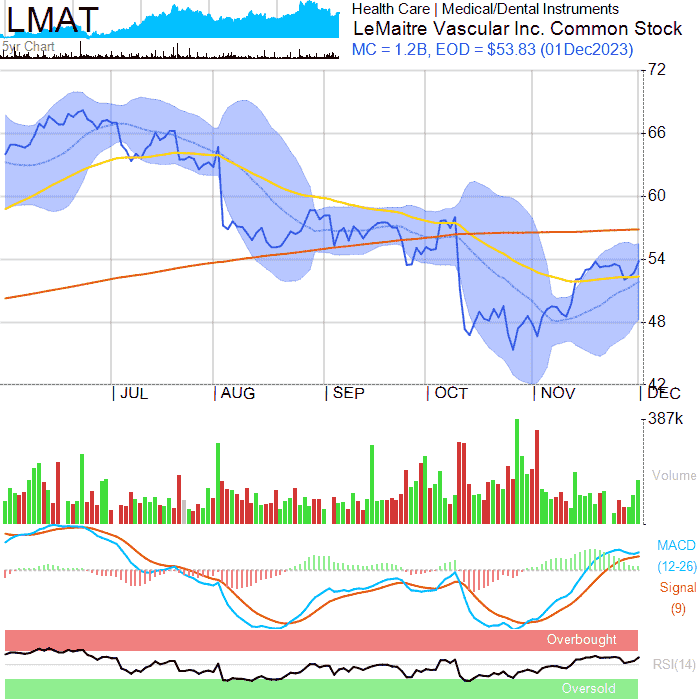 LMAT
5yr Chart
Health Care | Medical/Dental Instruments
LeMaitre Vascular Inc. Common Stock
MC = 1.2B, EOD = $53.83 (01Dec2023)
72
66
60
54
48
42
JUL
AUG
SEP
OCT
NOV
DEC
387k
Volume
MACD
(12-26)
Signal
(9)
Overbought
RSI(14)
Oversold